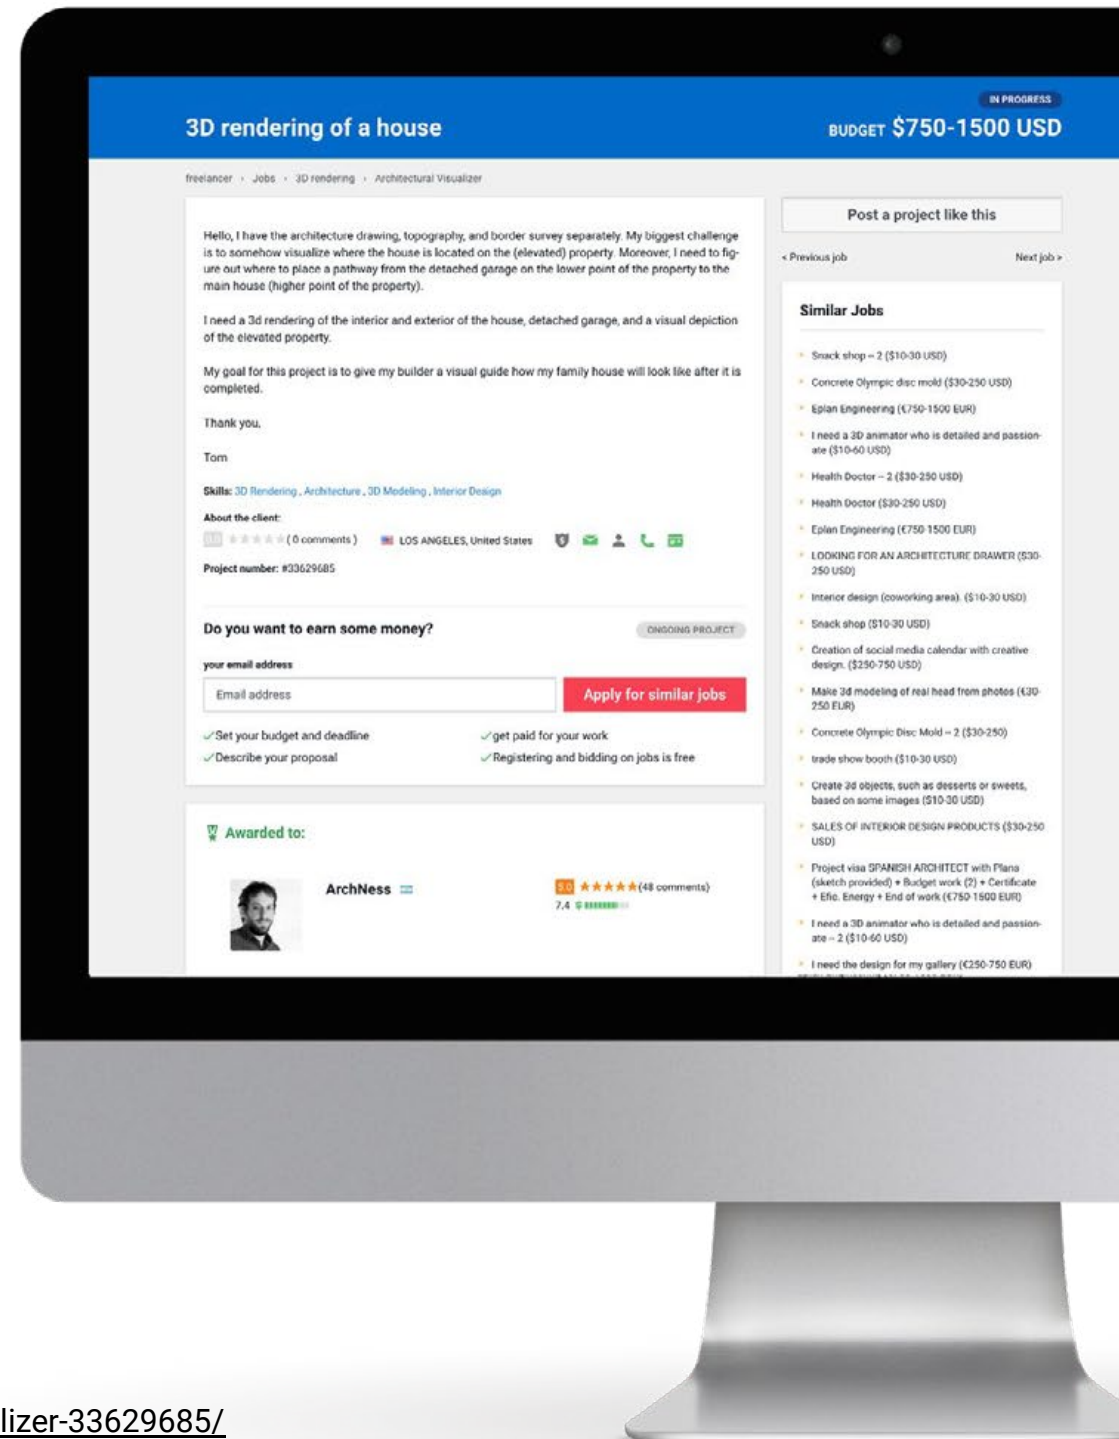 IN PROGRESS
3D rendering of a house
BUDGET $750-1500 USD
freelancer › Jobs › 3D rendering › Architectural Visualizer
Hello, I have the architecture drawing, topography, and border survey separately. My biggest challenge
is to somehow visualize where the house is located on the (elevated) property. Moreover, I need to fig-
ure out where to place a pathway from the detached garage on the lower point of the property to the
main house (higher point of the property).
I need a 3d rendering of the interior and exterior of the house, detached garage, and a visual depiction
of the elevated property.
My goal for this project is to give my builder a visual guide how my family house will look like after it is
completed.
Thank you,
Tom
Skills: 3D Rendering , Architecture , 3D Modeling , Interior Design
About the client:
0.0 ( 0 comments ) LOS ANGELES, United States
Project number: #33629685
Do you want to earn some money?
ONGOING PROJECT
your email address
Email address
Apply for similar jobs
Set your budget and deadline
get paid for your work
Describe your proposal
Registering and bidding on jobs is free
Awarded to:
ArchNess
5.0 (48 comments)
7,4 $
Post a project like this
< Previous job
Next job >
Similar Jobs
Snack shop -- 2 ($10-30 USD)
Concrete Olympic disc mold ($30-250 USD)
Eplan Engineering (€750-1500 EUR)
I need a 3D animator who is detailed and passion-
ate ($10-60 USD)
Health Doctor -- 2 ($30-250 USD)
Health Doctor ($30-250 USD)
Eplan Engineering (€750-1500 EUR)
LOOKING FOR AN ARCHITECTURE DRAWER ($30-
250 USD)
Interior design (coworking area). ($10-30 USD)
Snack shop ($10-30 USD)
Creation of social media calendar with creative
design. ($250-750 USD)
Make 3d modeling of real head from photos (€30-
250 EUR)
Concrete Olympic Disc Mold -- 2 ($30-250)
trade show booth ($10-30 USD)
Create 3d objects, such as desserts or sweets,
based on some images ($10-30 USD)
SALES OF INTERIOR DESIGN PRODUCTS ($30-250
USD)
Project visa SPANISH ARCHITECT with Plans
(sketch provided) + Budget work (2) + Certificate
+ Efic. Energy + End of work (€750-1500 EUR)
I need a 3D animator who is detailed and passion-
ate -- 2 ($10-60 USD)
I need the design for my gallery (€250-750 EUR)
lizer-33629685/